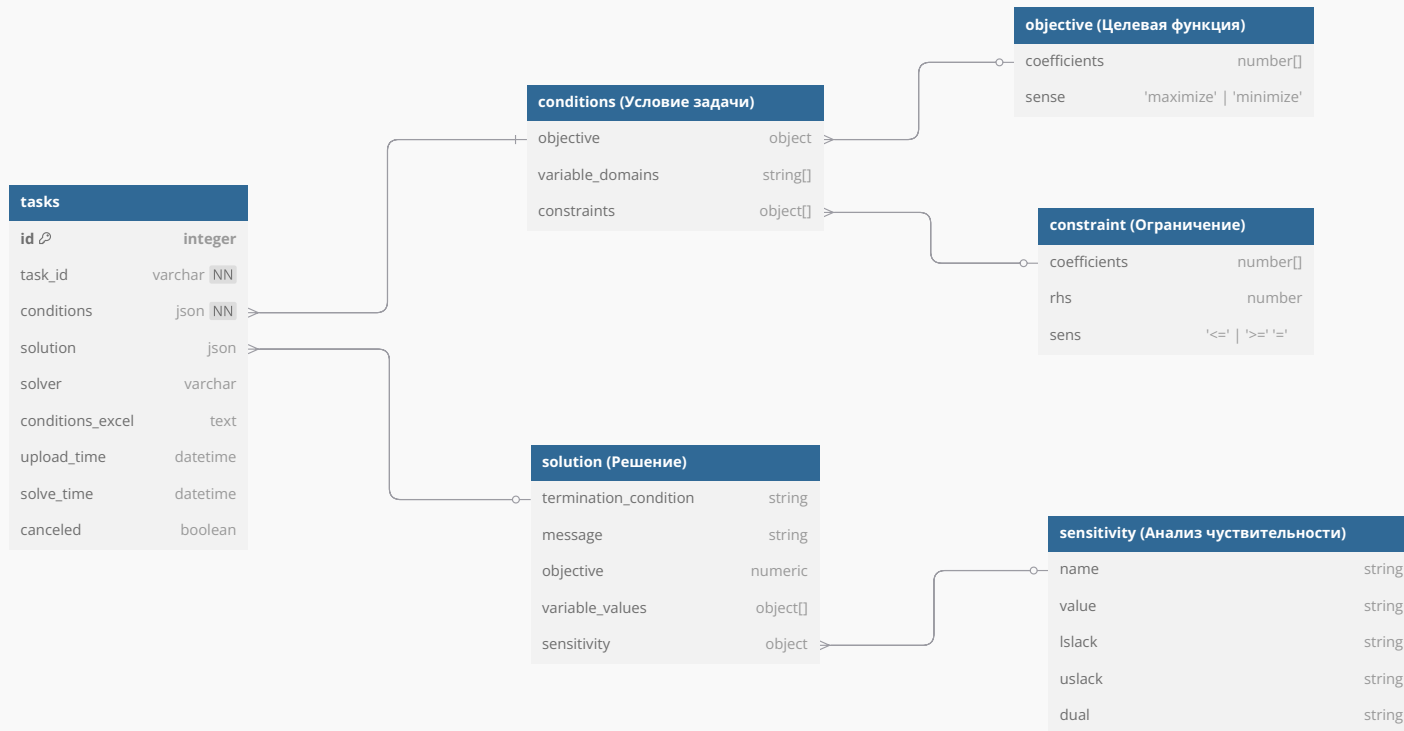 objective (Целевая функция)
coefficients number[]
sense 'maximize' | 'minimize'
conditions (Условие задачи)
objective object
variable_domains string[]
constraints object[]
tasks
id integer
task_id varchar NN
conditions json NN
solution json
solver varchar
conditions_excel text
upload_time datetime
solve_time datetime
canceled boolean
constraint (Ограничение)
coefficients number[]
rhs number
sens '<=' | '>=' '='
solution (Решение)
termination_condition string
message string
objective numeric
variable_values object[]
sensitivity object
sensitivity (Анализ чуствительности)
name string
value string
lslack string
uslack string
dual string